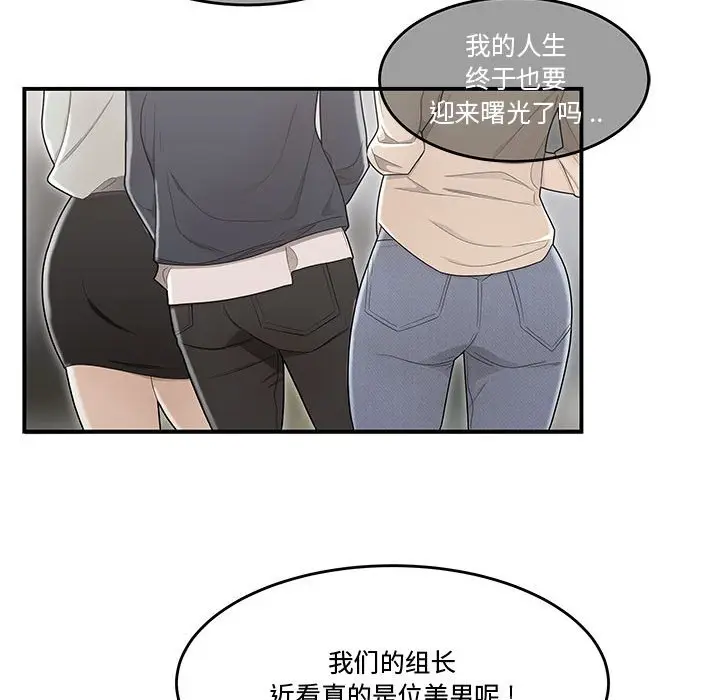 我的人生
终于也要
迎来曙光了吗..
我们的组长
近看真的是位美男呢！